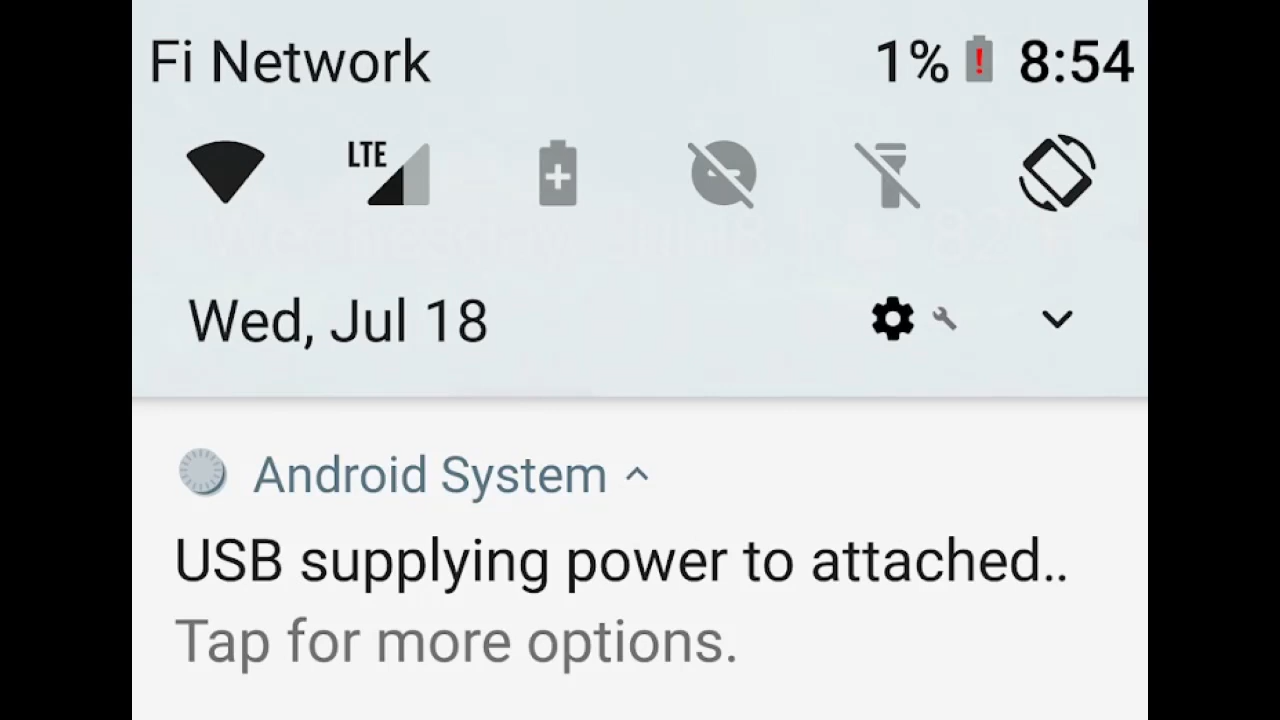 Fi Network 1% 8:54
LTE
Wed, Jul 18
Android System
USB supplying power to attached..
Tap for more options.